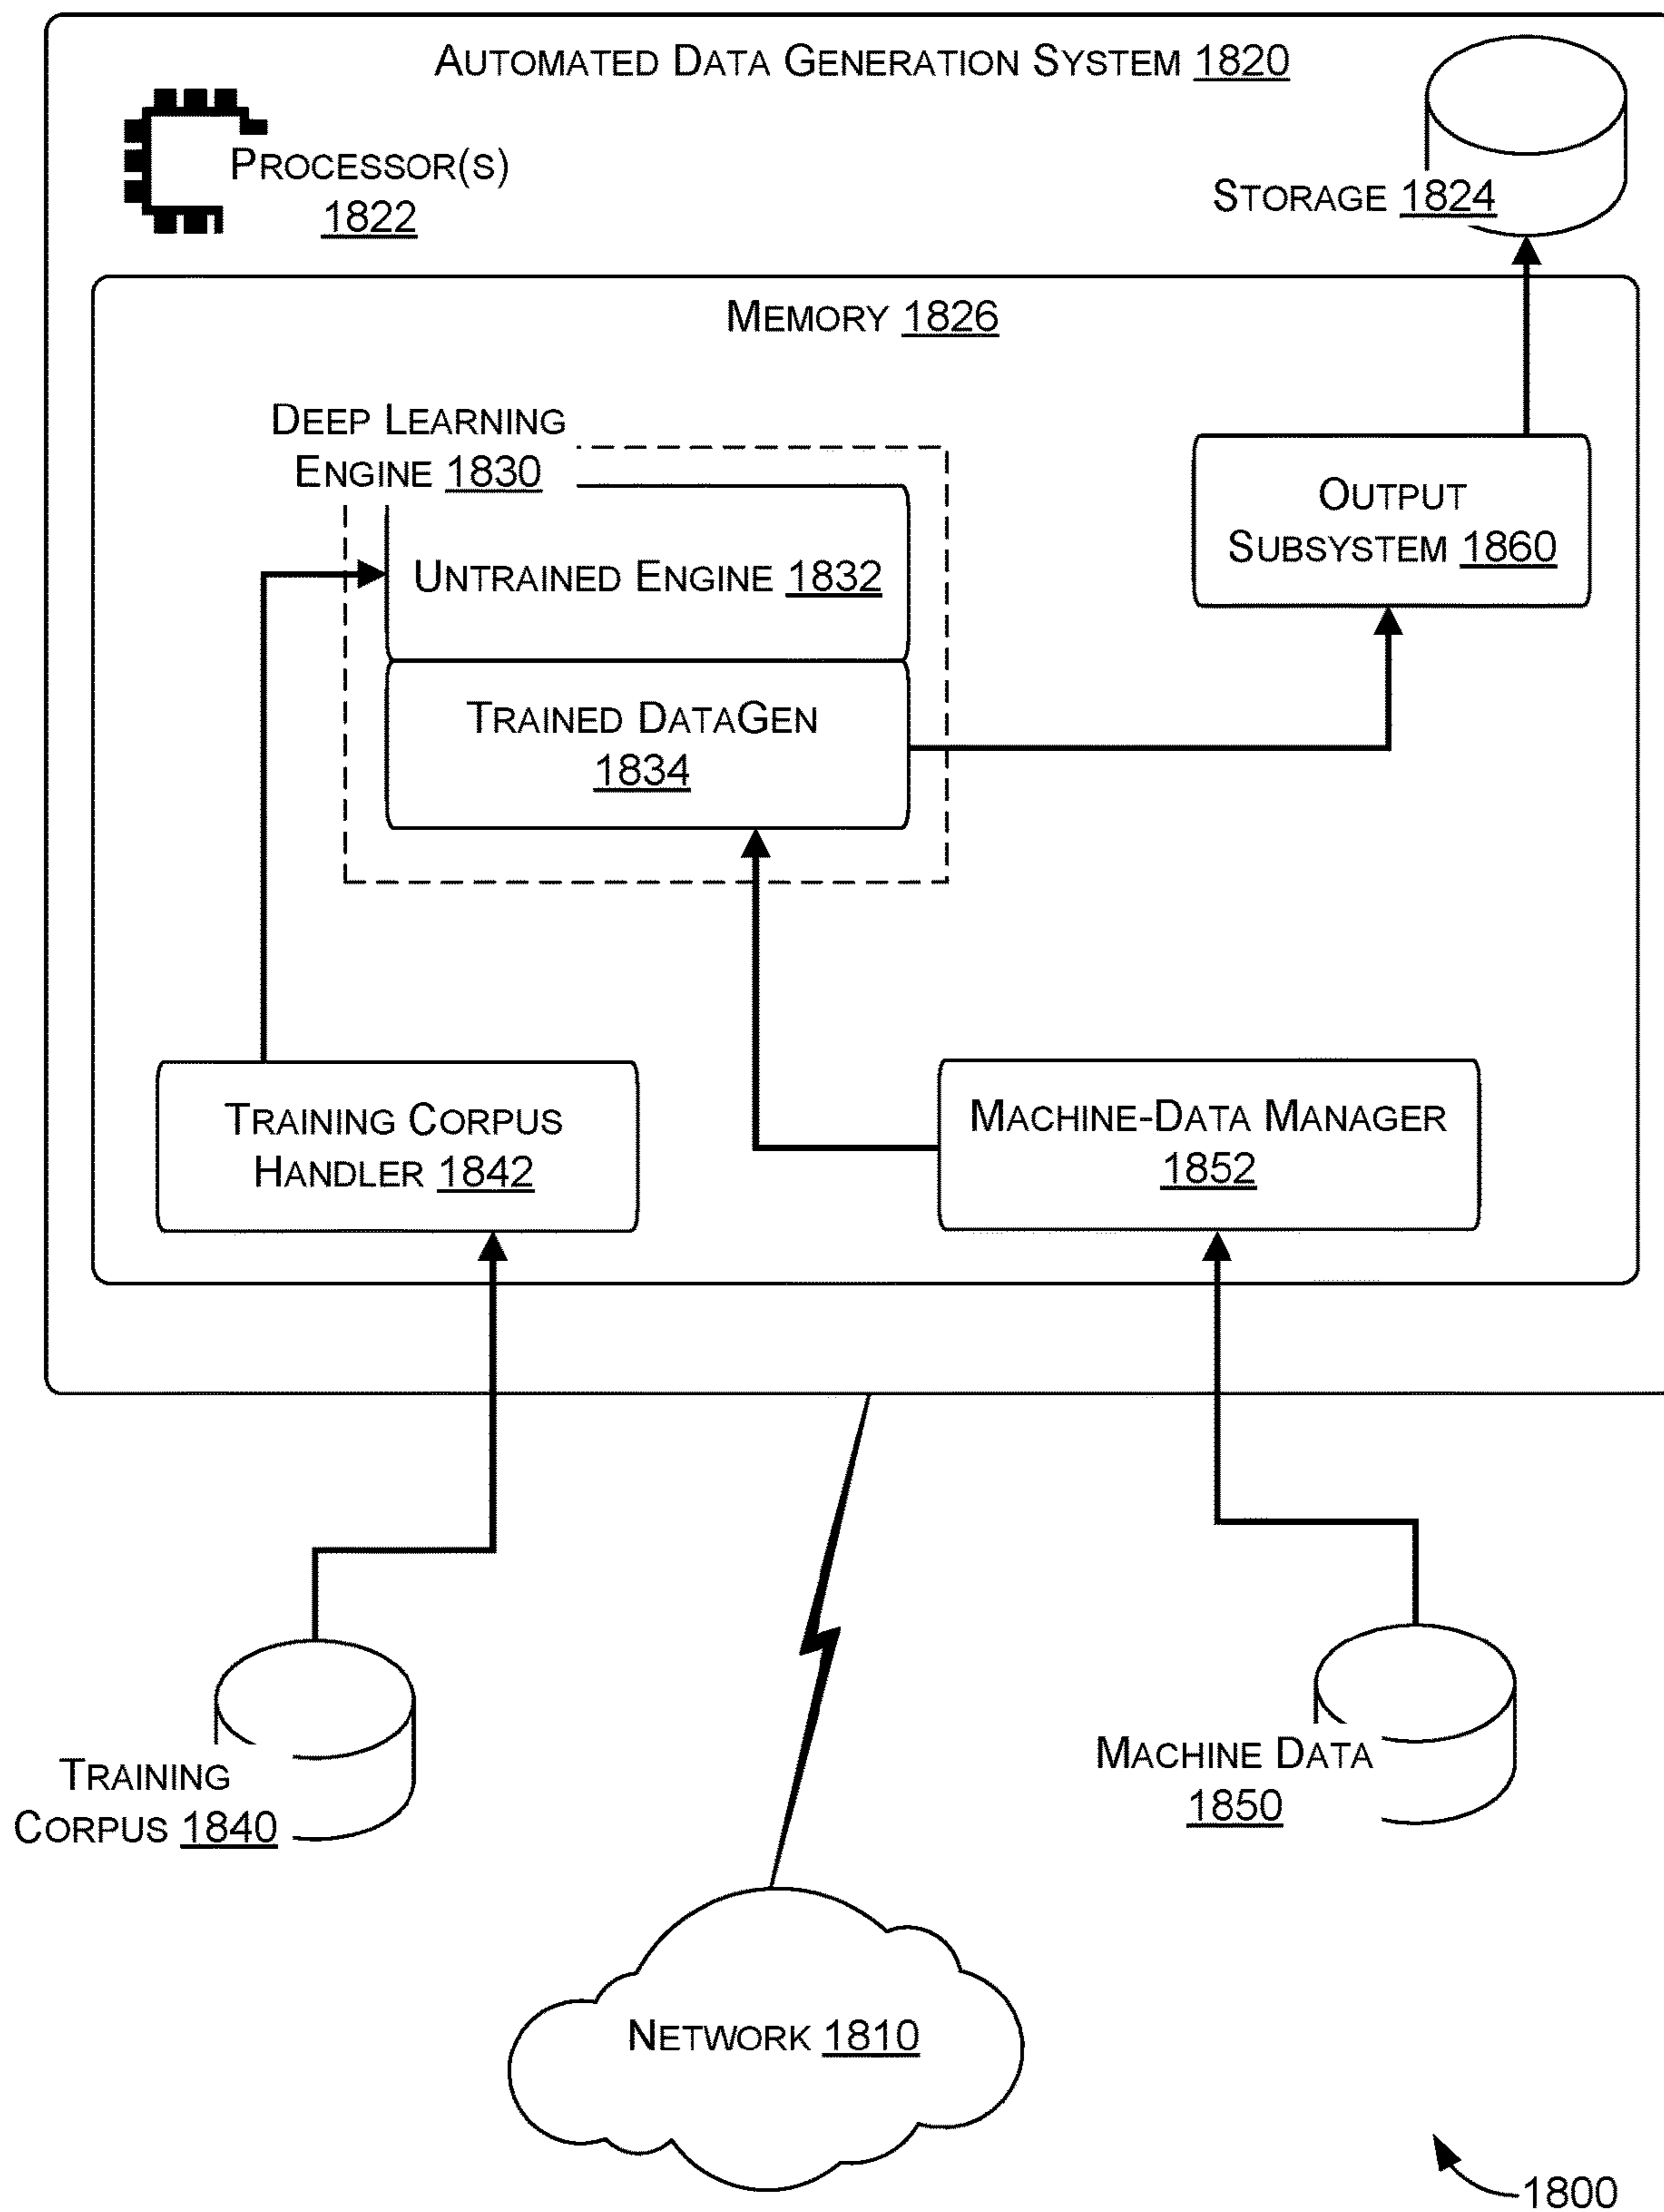 AUTOMATED DATA GENERATION SYSTEM 1820
PROCESSOR(S)
1822
STORAGE 1824
MEMORY 1826
DEEP LEARNING
ENGINE 1830
UNTRAINED ENGINE 1832
TRAINED DATAGEN
1834
OUTPUT
SUBSYSTEM 1860
TRAINING CORPUS
HANDLER 1842
MACHINE-DATA MANAGER
1852
TRAINING
CORPUS 1840
MACHINE DATA
1850
NETWORK 1810
1800